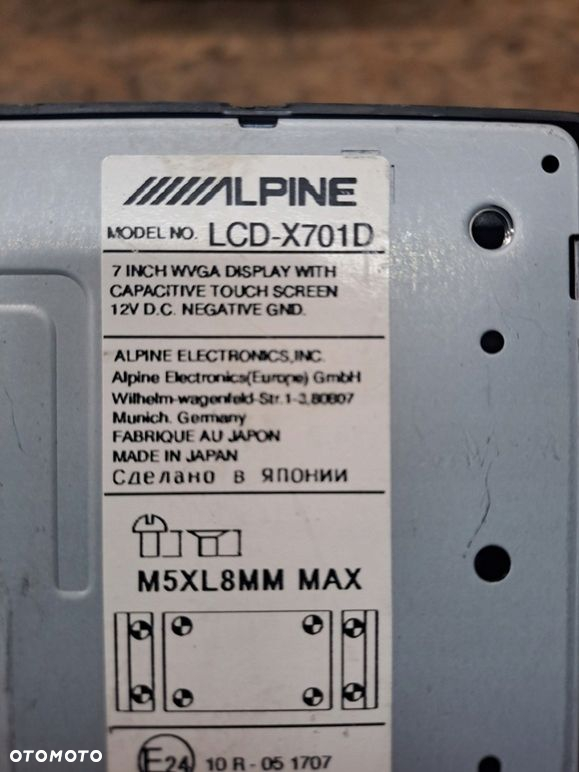 ALPINE
MODEL NO. LCD-X701D
7 INCH WVGA DISPLAY WITH
CAPACITIVE TOUCH SCREEN
12V D.C. NEGATIVE GND.
ALPINE ELECTRONICS,INC.
Alpine Electronics(Europe) GmbH
Wilhelm-wagenfeld-Str.1-3,80807
Munich. Germany
FABRIQUE AU JAPON
MADE IN JAPAN
Сделано в ЯПОНИИ
M5XL8MM MAX
E24 10 R - 05 1707
OTOMOTO